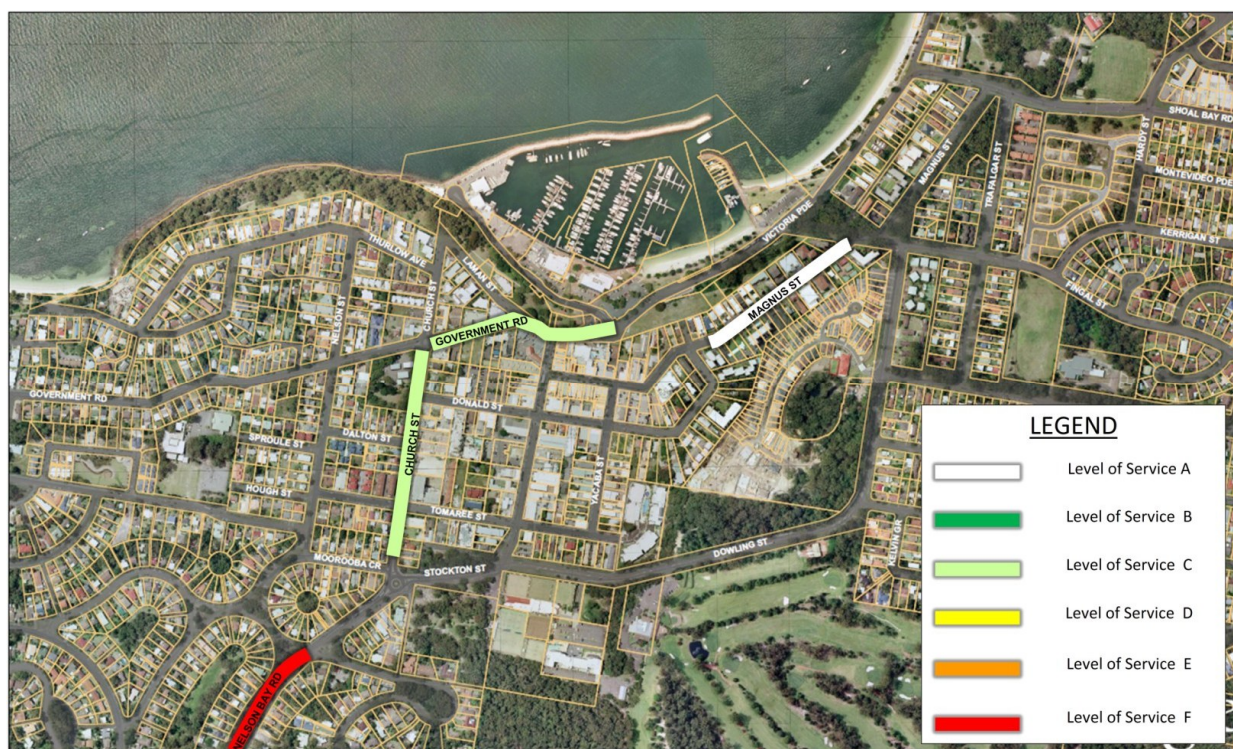 SHOAL BAY RD
HARDY ST
MAGNUS ST
TRAFALGAR ST
MONTEVIDEO PDE
VICTORIA PDE
KERRIGAN ST
THURLOW AVE
LAMAN ST
CHURCH ST
NELSON ST
MAGNUS ST
FINGAL ST
GOVERNMENT RD
GOVERNMENT RD
DONALD ST
CHURCH ST
DALTON ST
SPROULE ST
YACABA ST
HOUGH ST
TOMAREE ST
KELVIN GR
DOWLING ST
MOOROOBA CR
STOCKTON ST
NELSON BAY RD
LEGEND
Level of Service A
Level of Service B
Level of Service C
Level of Service D
Level of Service E
Level of Service F